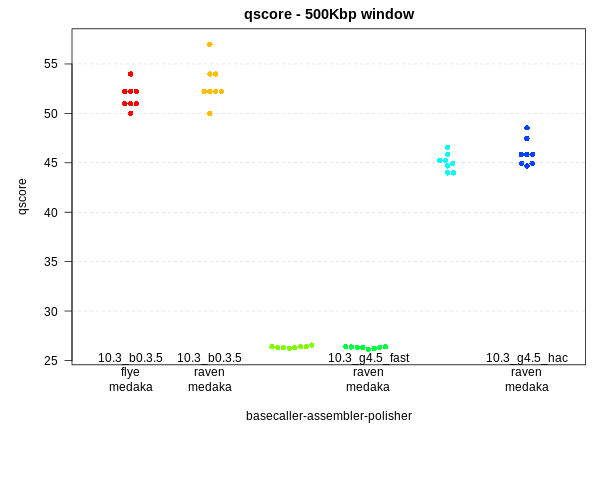 qscore - 500Kbp window
qscore
55
50
45
40
35
30
25
10.3_b0.3.5
flye
medaka
10.3_b0.3.5
raven
medaka
10.3_g4.5_fast
raven
medaka
10.3_g4.5_hac
raven
medaka
basecaller-assembler-polisher